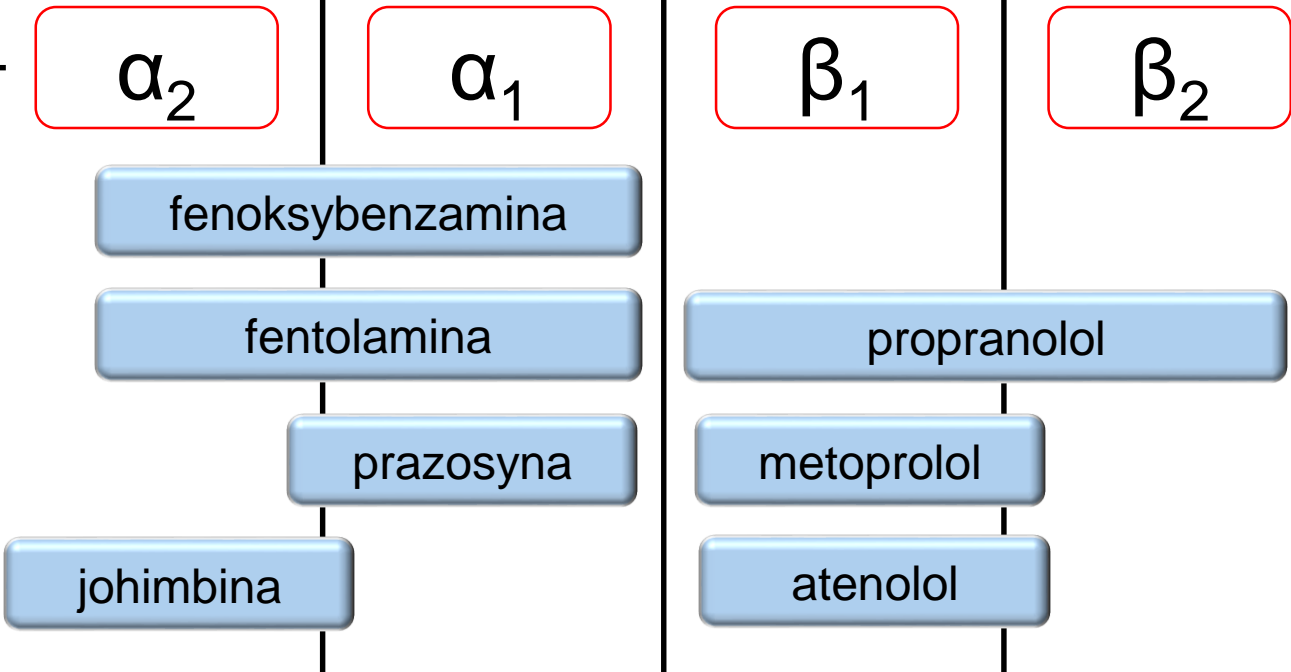 α₂ α₁ β₁ β₂
fenoksybenzamina
fentolamina propranolol
prazosyna metoprolol
johimbina atenolol